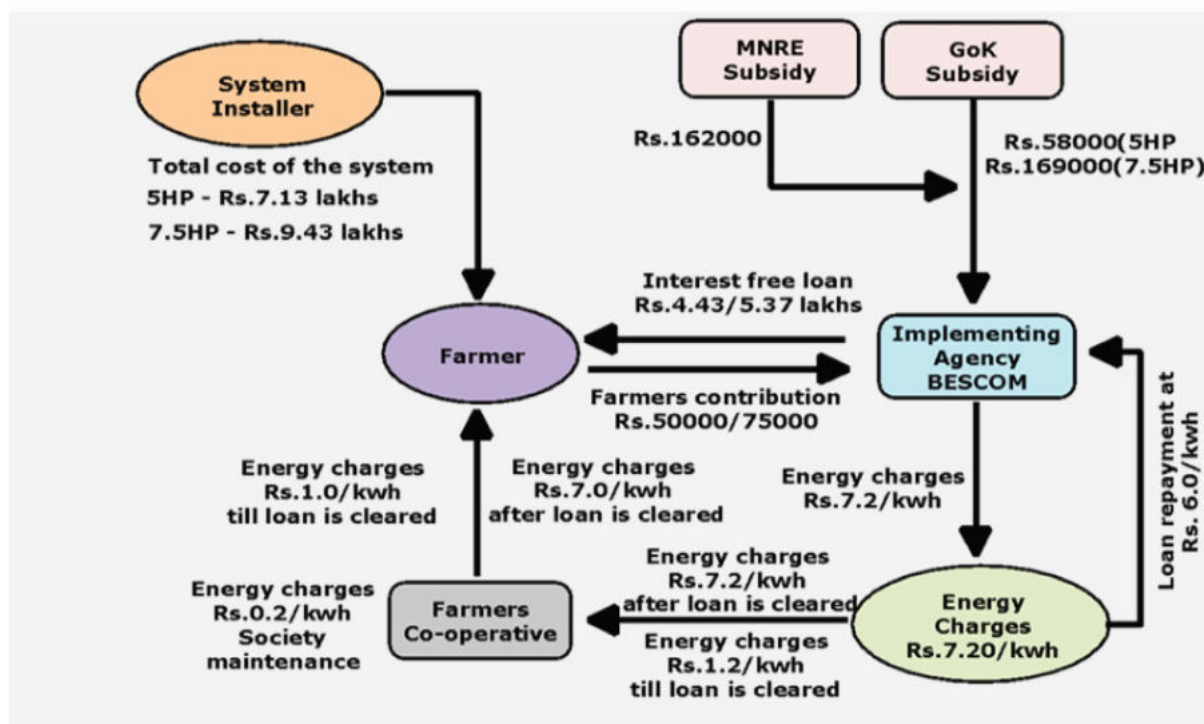 System
Installer
MNRE
Subsidy
GoK
Subsidy
Total cost of the system
5HP - Rs.7.13 lakhs
7.5HP - Rs.9.43 lakhs
Rs.162000
Rs.58000(5HP
Rs.169000(7.5HP)
Interest free loan
Rs.4.43/5.37 lakhs
Farmer
Implementing
Agency
BESCOM
Farmers contribution
Rs.50000/75000
Loan repayment at
Rs. 6.0/kwh
Energy charges
Rs.1.0/kwh
till loan is cleared
Energy charges
Rs.7.0/kwh
after loan is cleared
Energy charges
Rs.7.2/kwh
Energy charges
Rs.7.2/kwh
after loan is cleared
Energy charges
Rs.0.2/kwh
Society
maintenance
Farmers
Co-operative
Energy charges
Rs.1.2/kwh
till loan is cleared
Energy
Charges
Rs.7.20/kwh